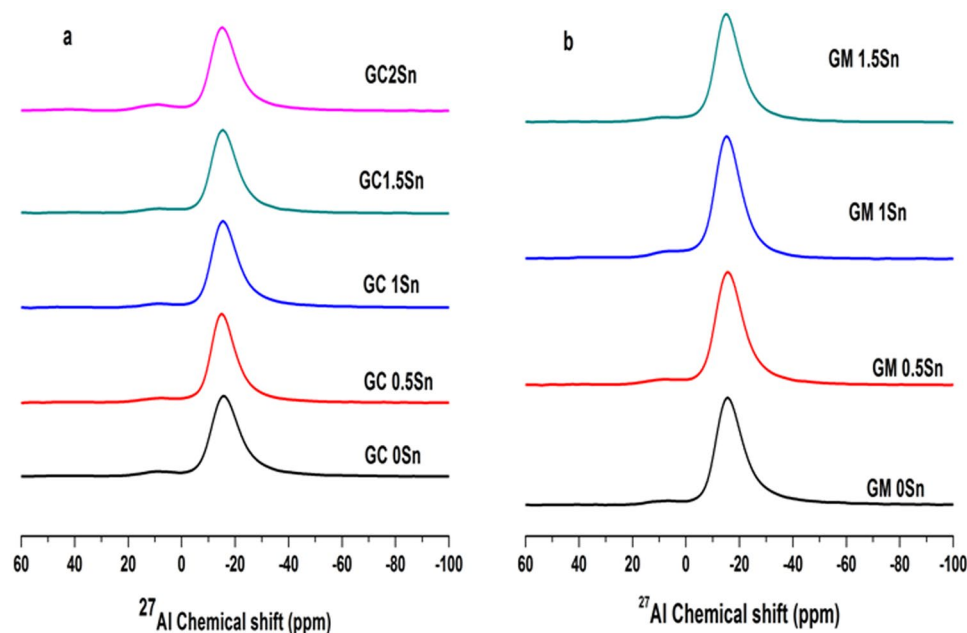 a
GC2Sn
GC1.5Sn
GC 1Sn
GC 0.5Sn
GC 0Sn
60 40 20 0 -20 -40 -60 -80 -100
27Al Chemical shift (ppm)
b
GM 1.5Sn
GM 1Sn
GM 0.5Sn
GM 0Sn
60 40 20 0 -20 -40 -60 -80 -100
27Al Chemical shift (ppm)